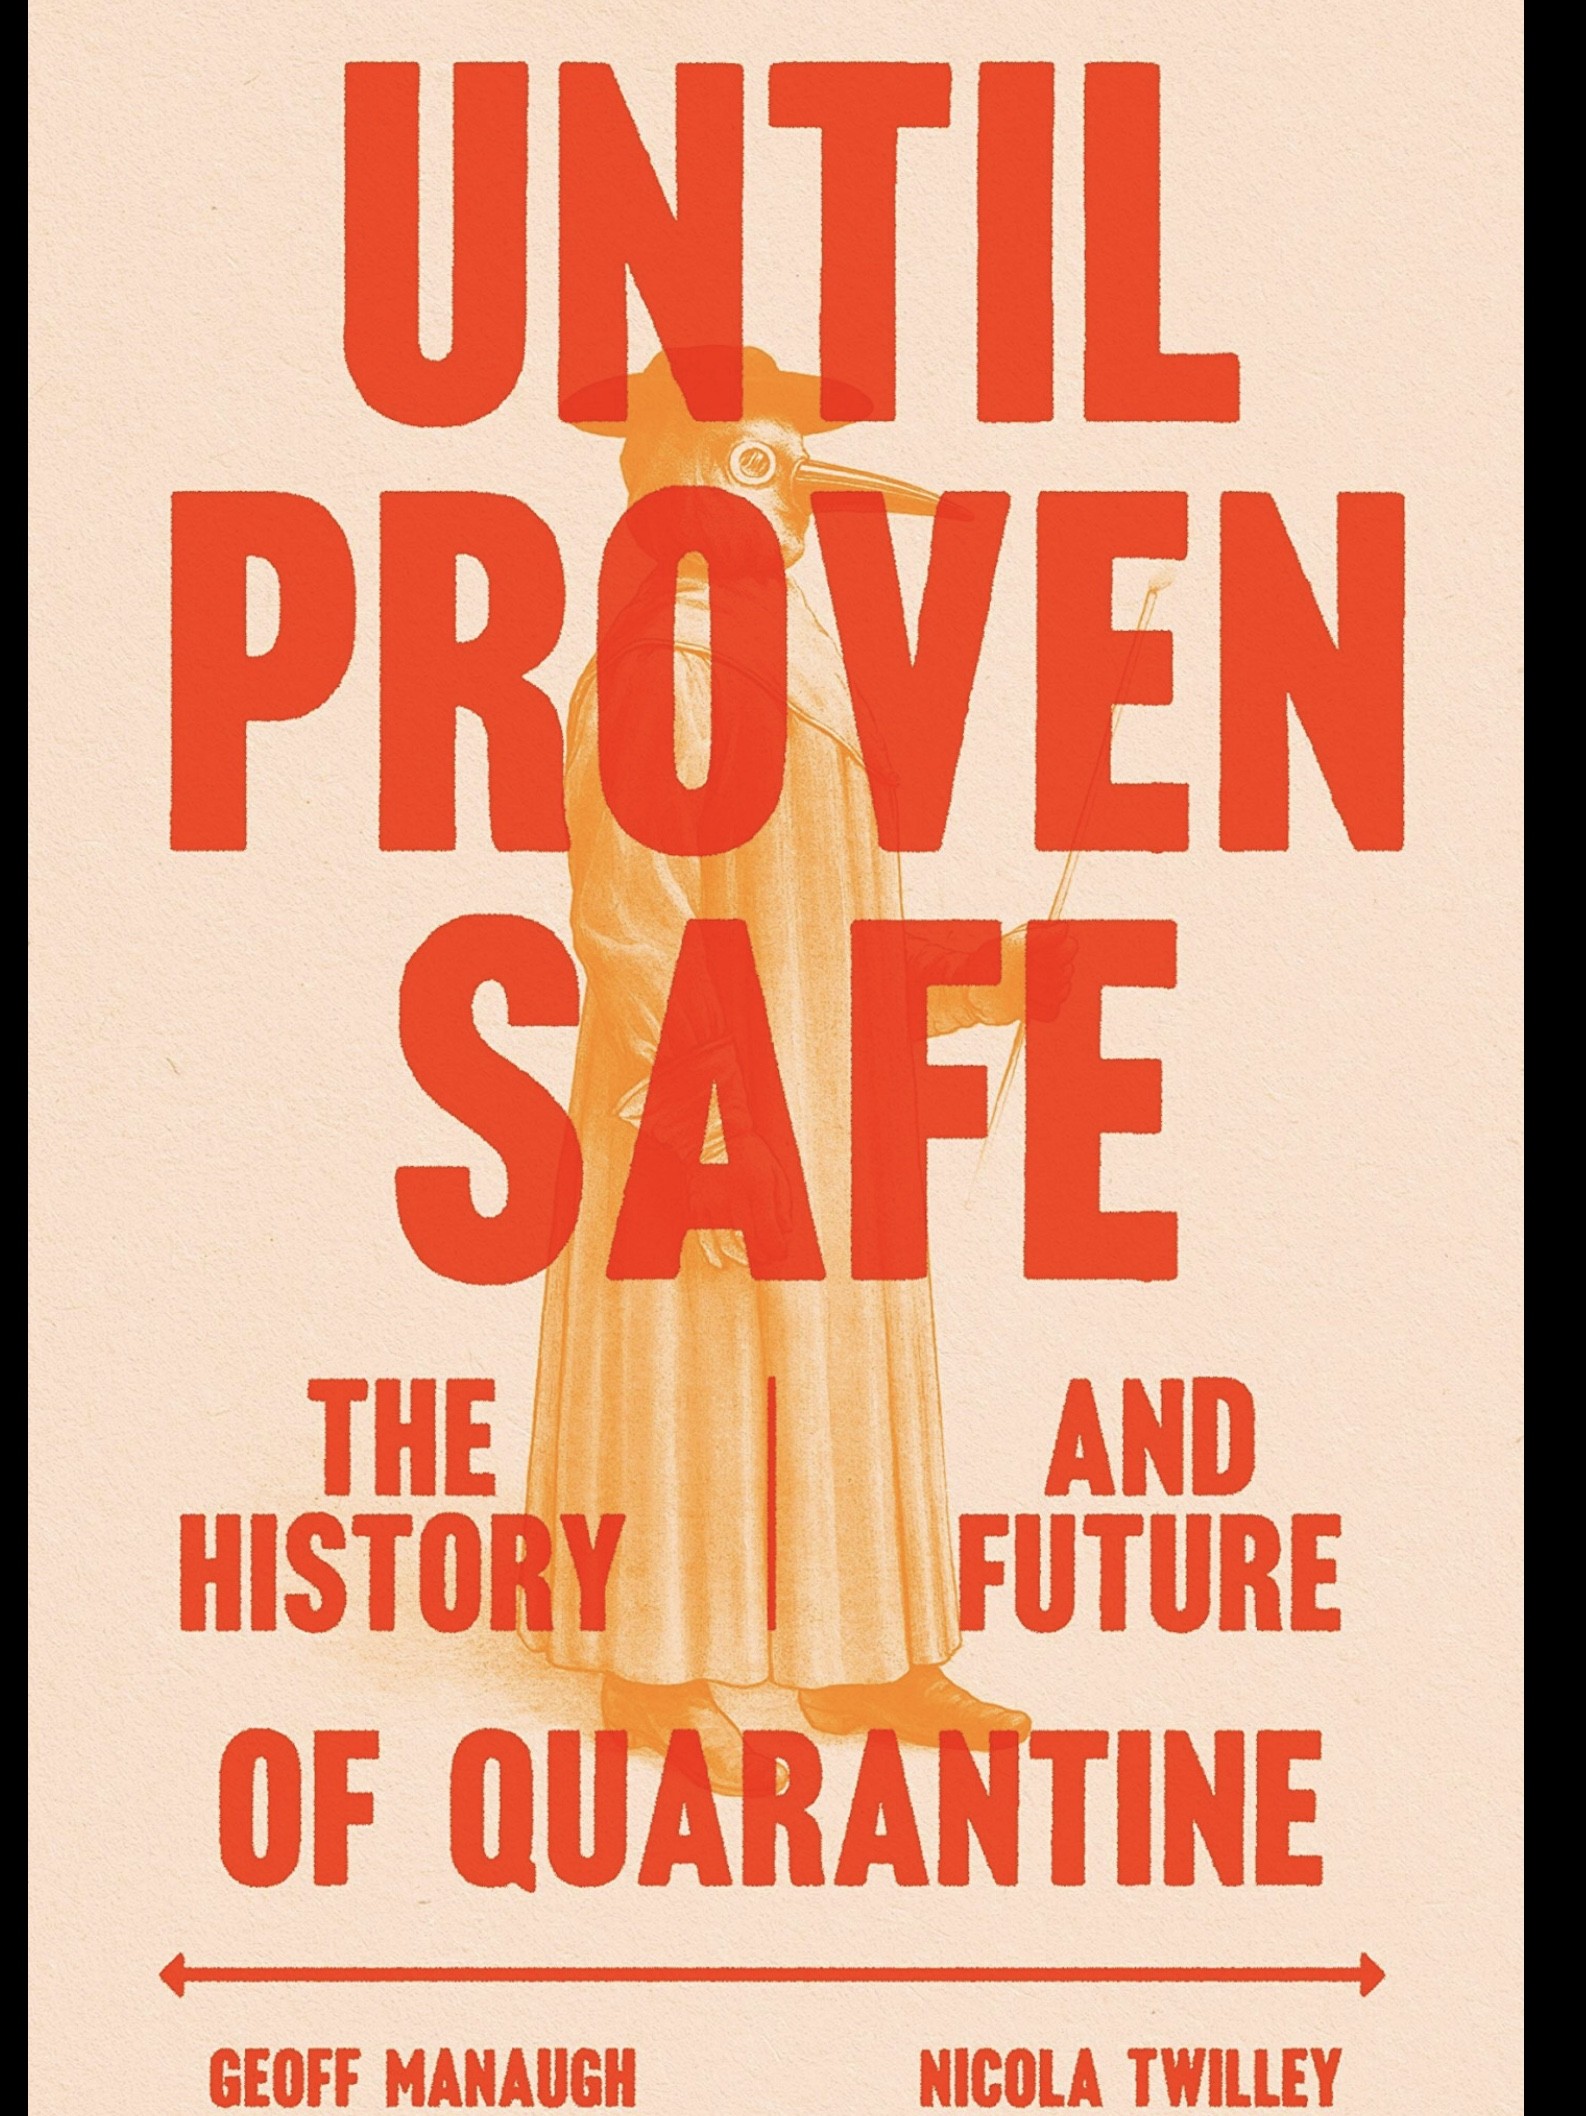 UNTIL
PROVEN
SAFE
THE
HISTORY
AND
FUTURE
OF QUARANTINE
GEOFF MANAUGH
NICOLA TWILLEY